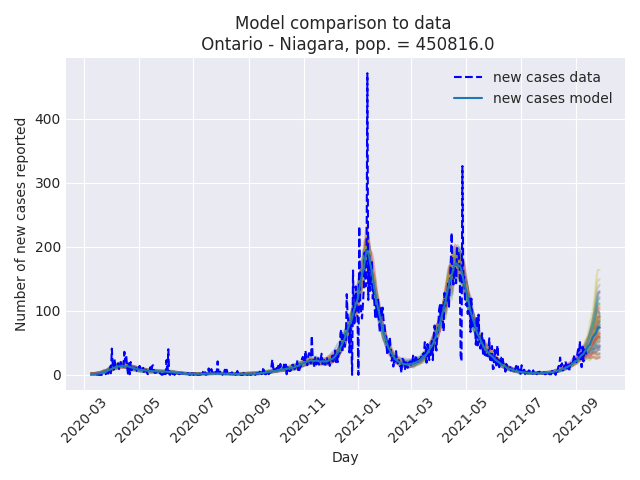 Model comparison to data
Ontario - Niagara, pop. = 450816.0
new cases data
new cases model
Number of new cases reported
400
300
200
100
0
2020-03
2020-05
2020-07
2020-09
2020-11
2021-01
2021-03
2021-05
2021-07
2021-09
Day